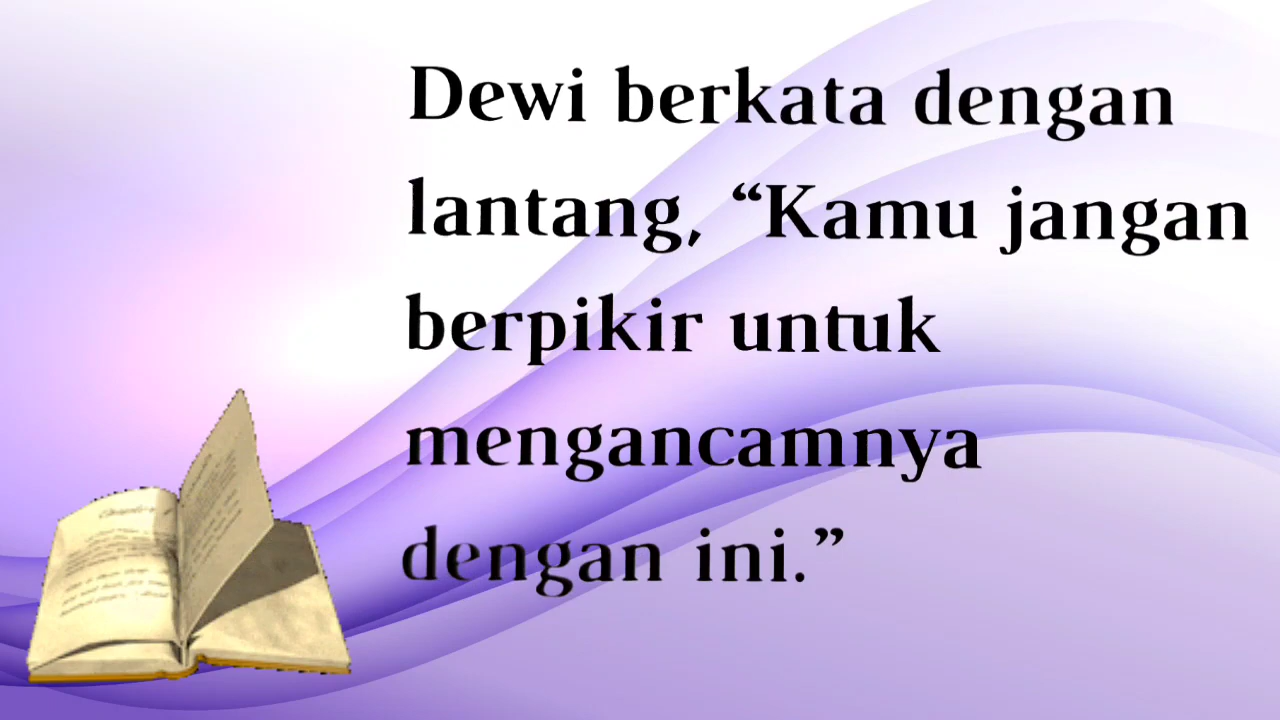 Dewi berkata dengan
lantang, “Kamu jangan
berpikir untuk
mengancamnya
dengan ini.”